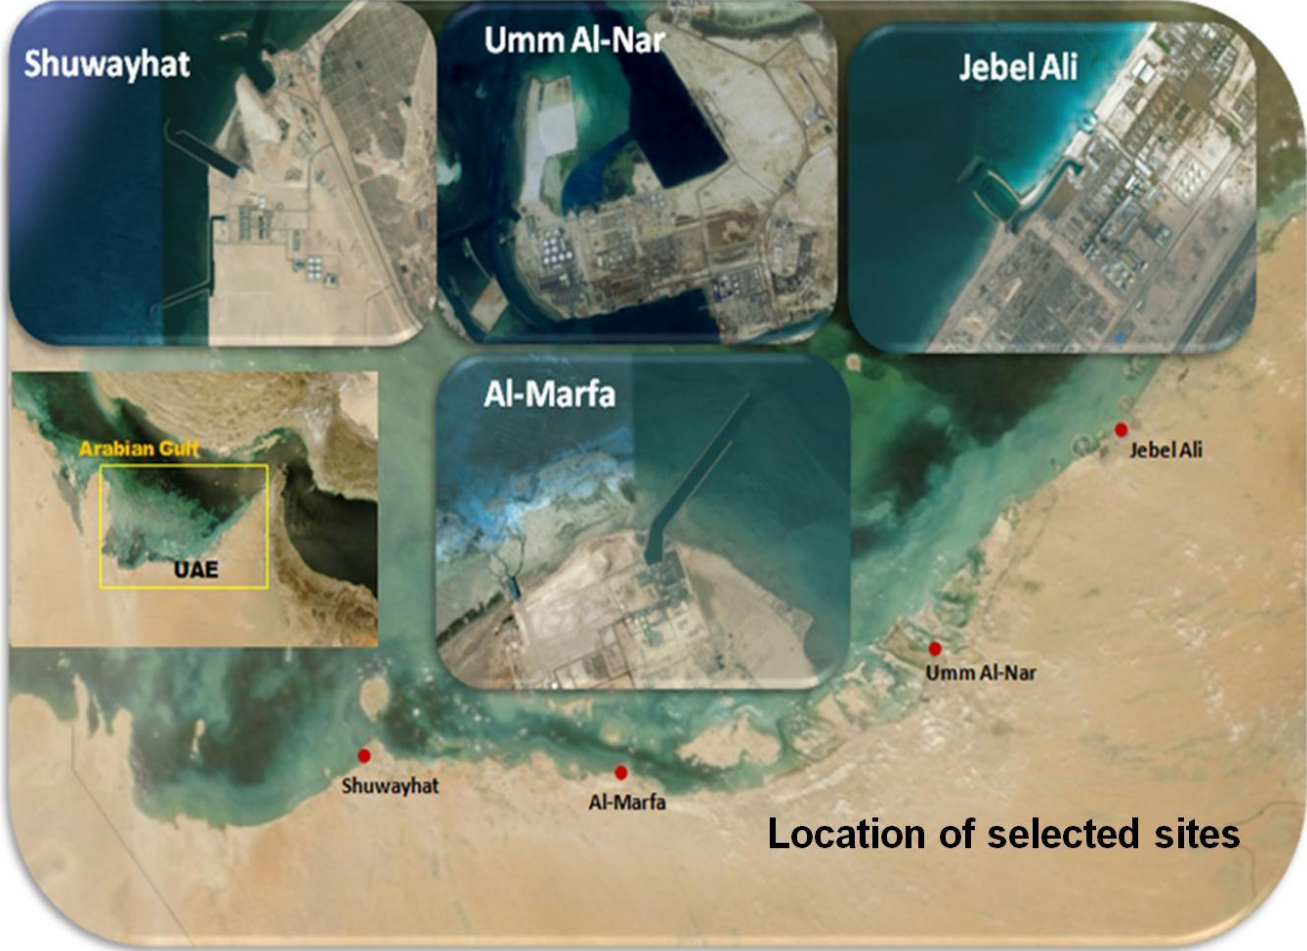 Shuwayhat
Umm Al-Nar
Jebel Ali
Al-Marfa
Arabian Gulf
UAE
Jebel Ali
Umm Al-Nar
Shuwayhat
Al-Marfa
Location of selected sites